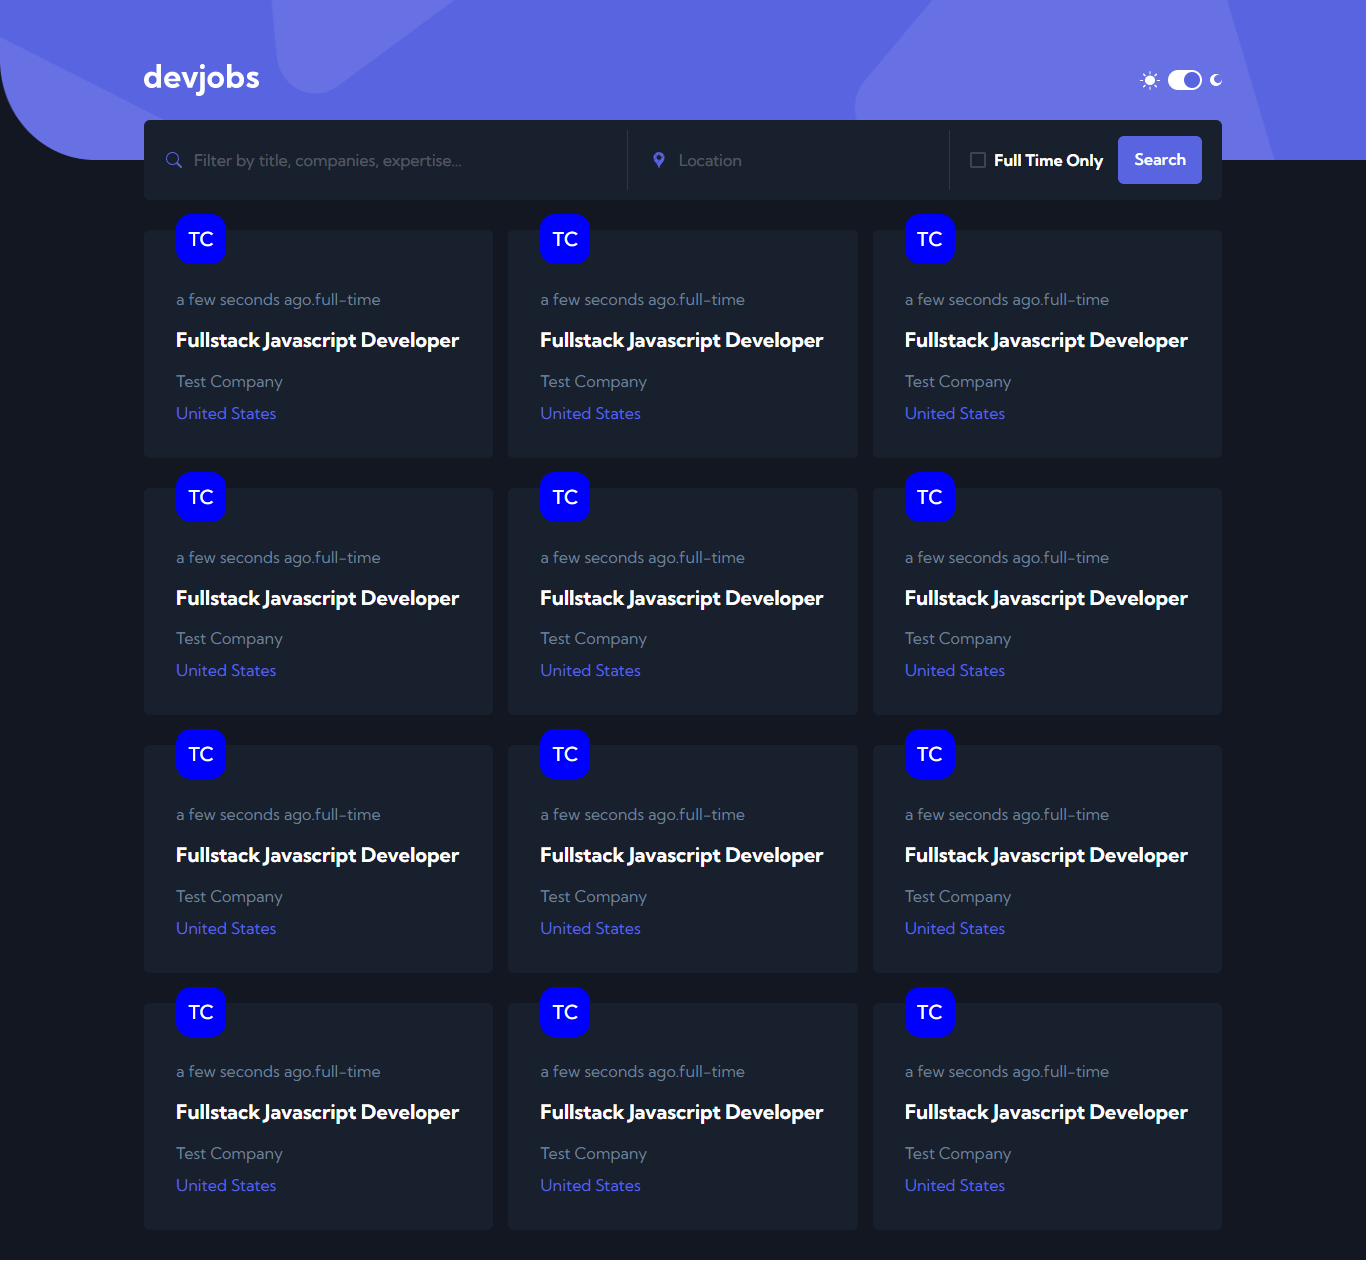 devjobs
Filter by title, companies, expertise...
Location
Full Time Only
Search
TC
TC
TC
a few seconds ago.full-time
a few seconds ago.full-time
a few seconds ago.full-time
Fullstack Javascript Developer
Fullstack Javascript Developer
Fullstack Javascript Developer
Test Company
Test Company
Test Company
United States
United States
United States
TC
TC
TC
a few seconds ago.full-time
a few seconds ago.full-time
a few seconds ago.full-time
Fullstack Javascript Developer
Fullstack Javascript Developer
Fullstack Javascript Developer
Test Company
Test Company
Test Company
United States
United States
United States
TC
TC
TC
a few seconds ago.full-time
a few seconds ago.full-time
a few seconds ago.full-time
Fullstack Javascript Developer
Fullstack Javascript Developer
Fullstack Javascript Developer
Test Company
Test Company
Test Company
United States
United States
United States
TC
TC
TC
a few seconds ago.full-time
a few seconds ago.full-time
a few seconds ago.full-time
Fullstack Javascript Developer
Fullstack Javascript Developer
Fullstack Javascript Developer
Test Company
Test Company
Test Company
United States
United States
United States